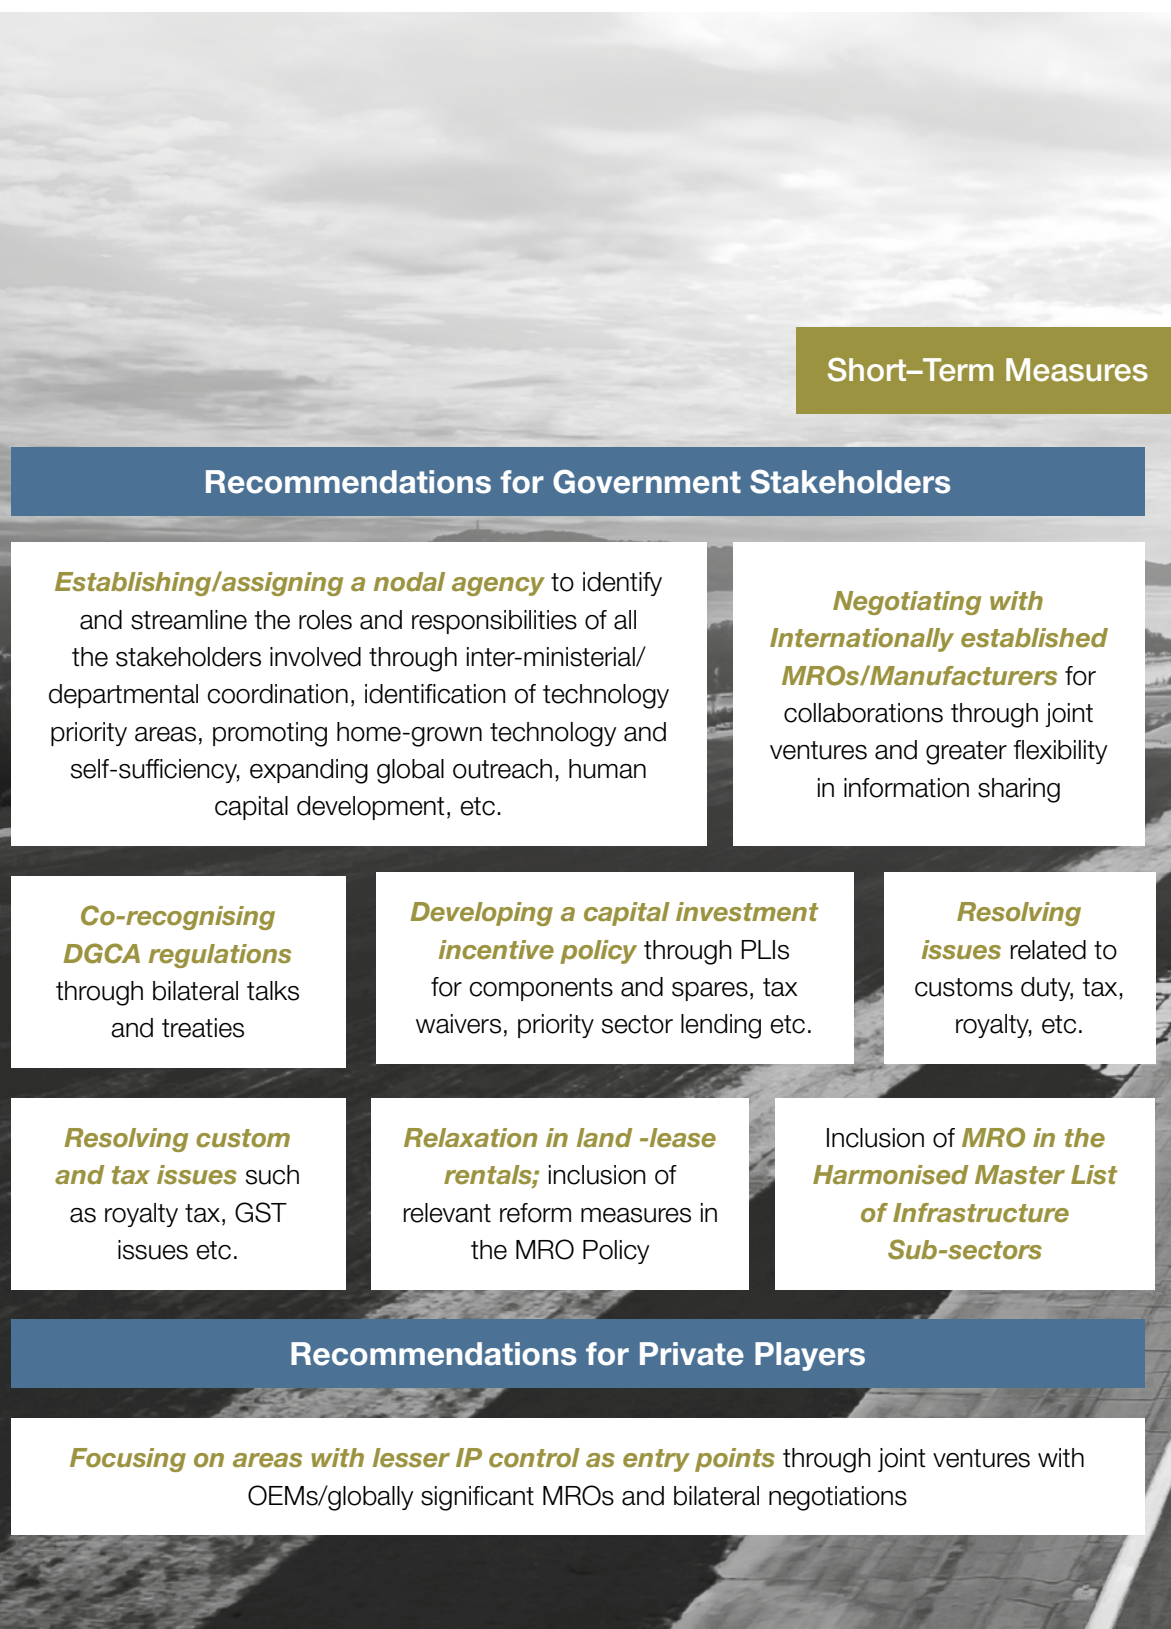 Short–Term Measures
Recommendations for Government Stakeholders
Establishing/assigning a nodal agency to identify
and streamline the roles and responsibilities of all
the stakeholders involved through inter-ministerial/
departmental coordination, identification of technology
priority areas, promoting home-grown technology and
self-sufficiency, expanding global outreach, human
capital development, etc.
Negotiating with
Internationally established
MROs/Manufacturers for
collaborations through joint
ventures and greater flexibility
in information sharing
Co-recognising
DGCA regulations
through bilateral talks
and treaties
Developing a capital investment
incentive policy through PLIs
for components and spares, tax
waivers, priority sector lending etc.
Resolving
issues related to
customs duty, tax,
royalty, etc.
Resolving custom
and tax issues such
as royalty tax, GST
issues etc.
Relaxation in land -lease
rentals; inclusion of
relevant reform measures in
the MRO Policy
Inclusion of MRO in the
Harmonised Master List
of Infrastructure
Sub-sectors
Recommendations for Private Players
Focusing on areas with lesser IP control as entry points through joint ventures with
OEMs/globally significant MROs and bilateral negotiations